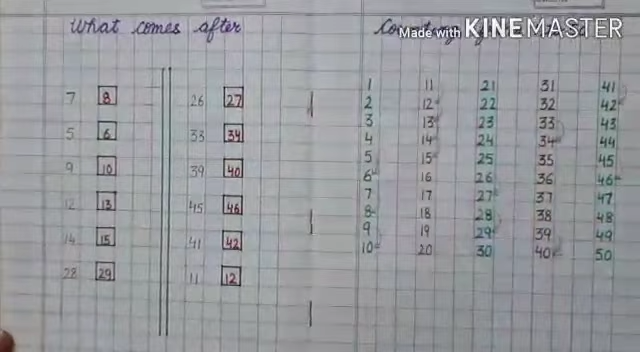 What comes after
7 8 26 27
5 6 33 34
9 10 39 40
12 13 45 46
14 15 41 42
28 29 11 12
Counting
Made with KINEMASTER
1 11 21 31 41
2 12 22 32 42
3 13 23 33 43
4 14 24 34 44
5 15 25 35 45
6 16 26 36 46
7 17 27 37 47
8 18 28 38 48
9 19 29 39 49
10 20 30 40 50